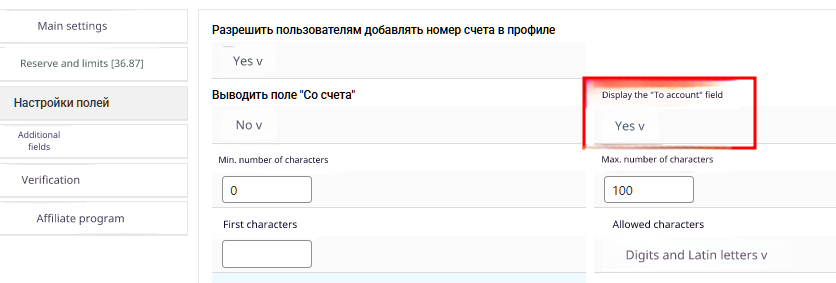 Main settings
Reserve and limits [36.87]
Настройки полей
Additional
fields
Verification
Affiliate program
Разрешить пользователям добавлять номер счета в профиле
Yes v
Выводить поле "Со счета"
Display the "To account" field
No v
Yes v
Min. number of characters
Max. number of characters
0
100
First characters
Allowed characters
Digits and Latin letters v